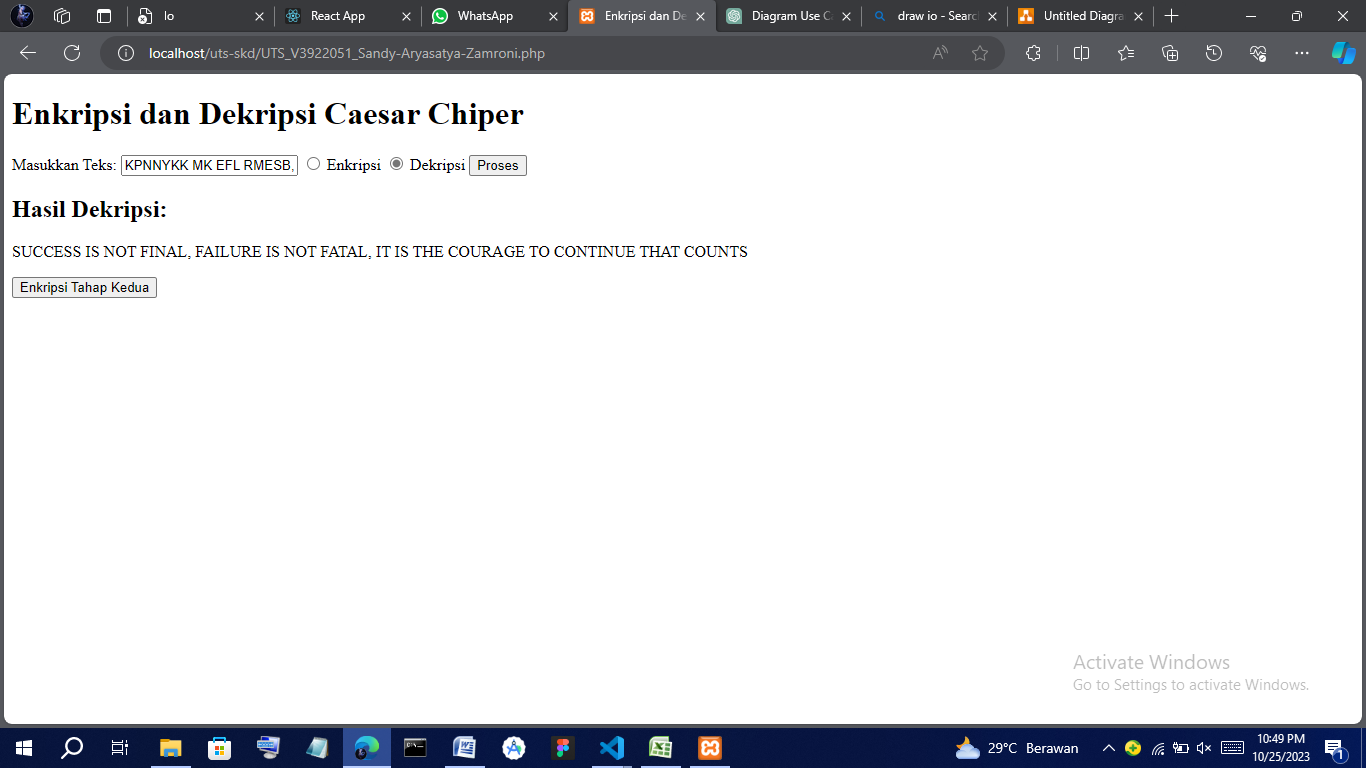 lo
React App
WhatsApp
Enkripsi dan De
Diagram Use Ca
draw io - Searc
Untitled Diagra
localhost/uts-skd/UTS_V3922051_Sandy-Aryasatya-Zamroni.php
Enkripsi dan Dekripsi Caesar Chiper
Masukkan Teks: KPNNYKK MK EFL RMESB, Enkripsi Dekripsi Proses
Hasil Dekripsi:
SUCCESS IS NOT FINAL, FAILURE IS NOT FATAL, IT IS THE COURAGE TO CONTINUE THAT COUNTS
Enkripsi Tahap Kedua
Activate Windows
Go to Settings to activate Windows.
29°C Berawan
10:49 PM
10/25/2023
1